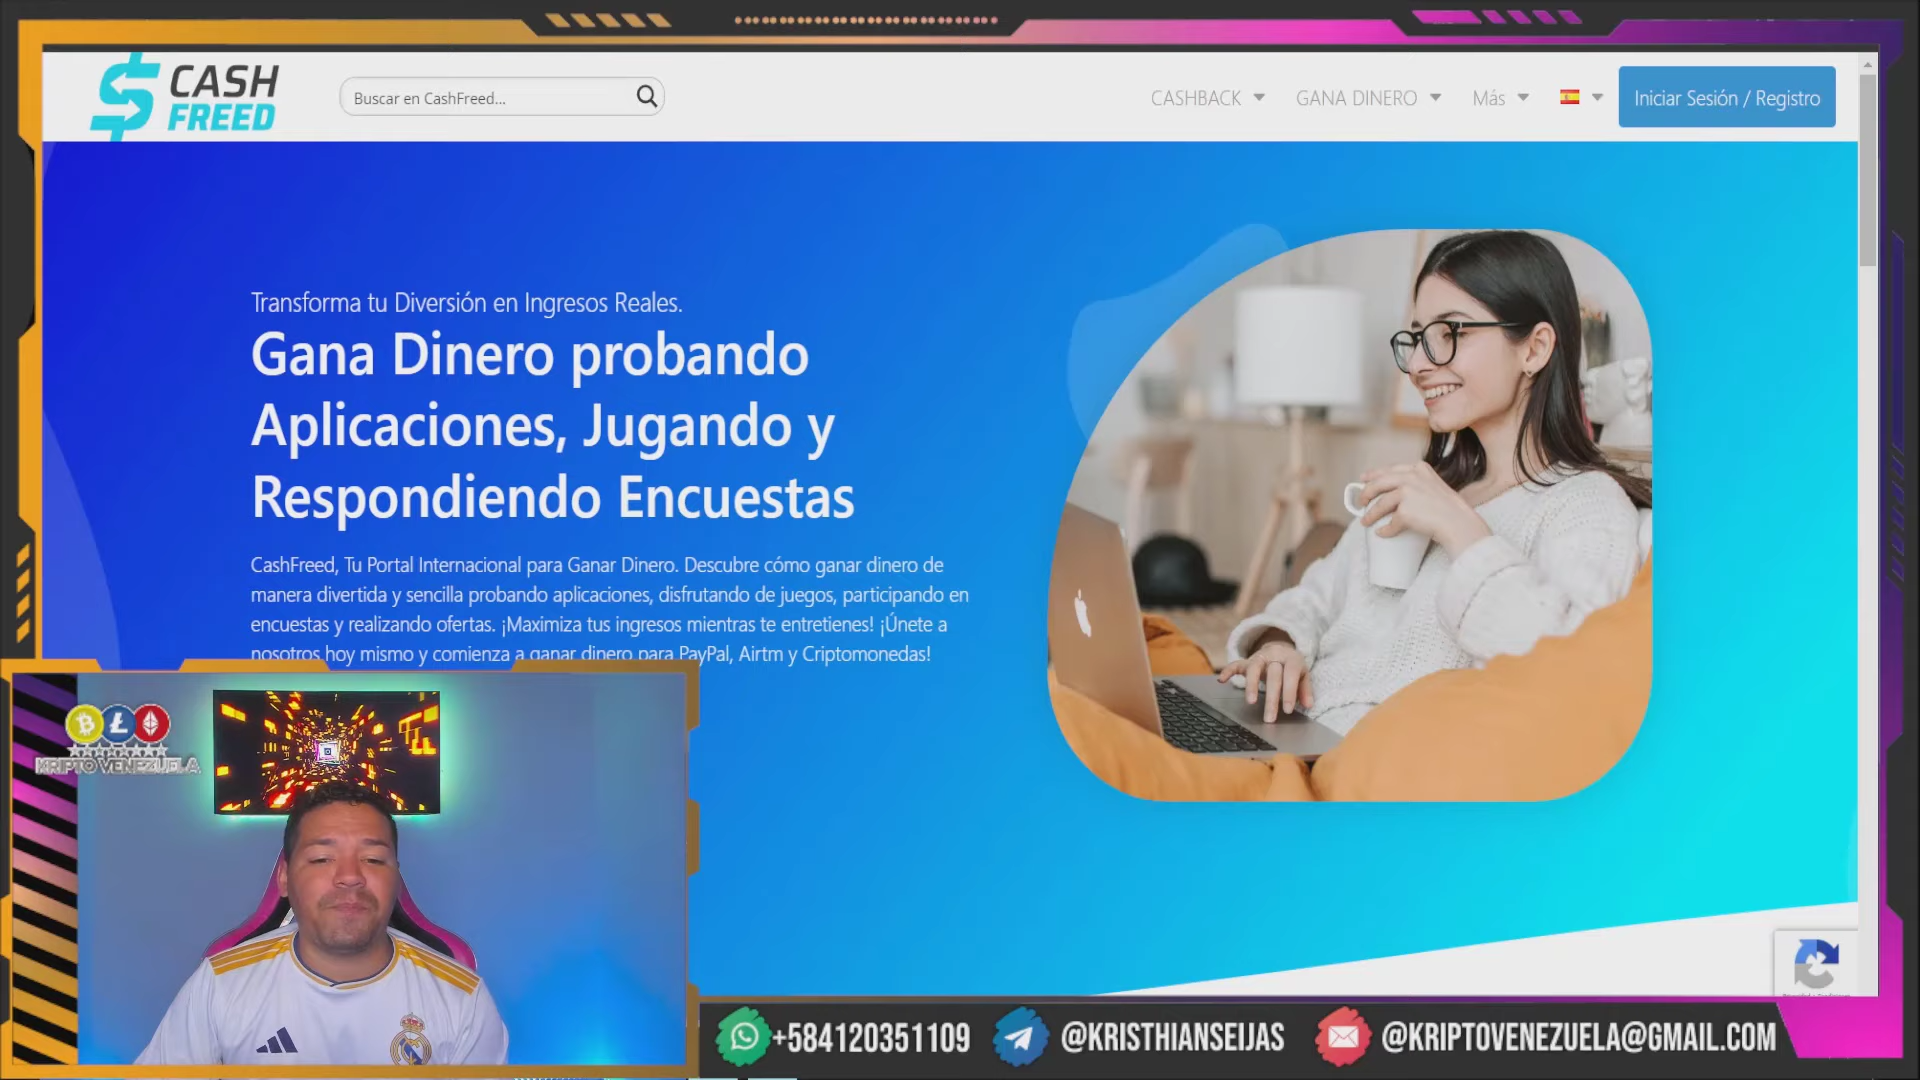 CASH
FREED
Buscar en CashFreed...
CASHBACK
GANA DINERO
Más
Iniciar Sesión / Registro
Transforma tu Diversión en Ingresos Reales.
Gana Dinero probando
Aplicaciones, Jugando y
Respondiendo Encuestas
CashFreed, Tu Portal Internacional para Ganar Dinero. Descubre cómo ganar dinero de
manera divertida y sencilla probando aplicaciones, disfrutando de juegos, participando en
encuestas y realizando ofertas. ¡Maximiza tus ingresos mientras te entretienes! ¡Únete a
nosotros hoy mismo y comienza a ganar dinero para PayPal, Airtm y Criptomonedas!
KRIPTO VENEZUELA
+584120351109
@KRISTHIANSEIJAS
@KRIPTOVENEZUELA@GMAIL.COM